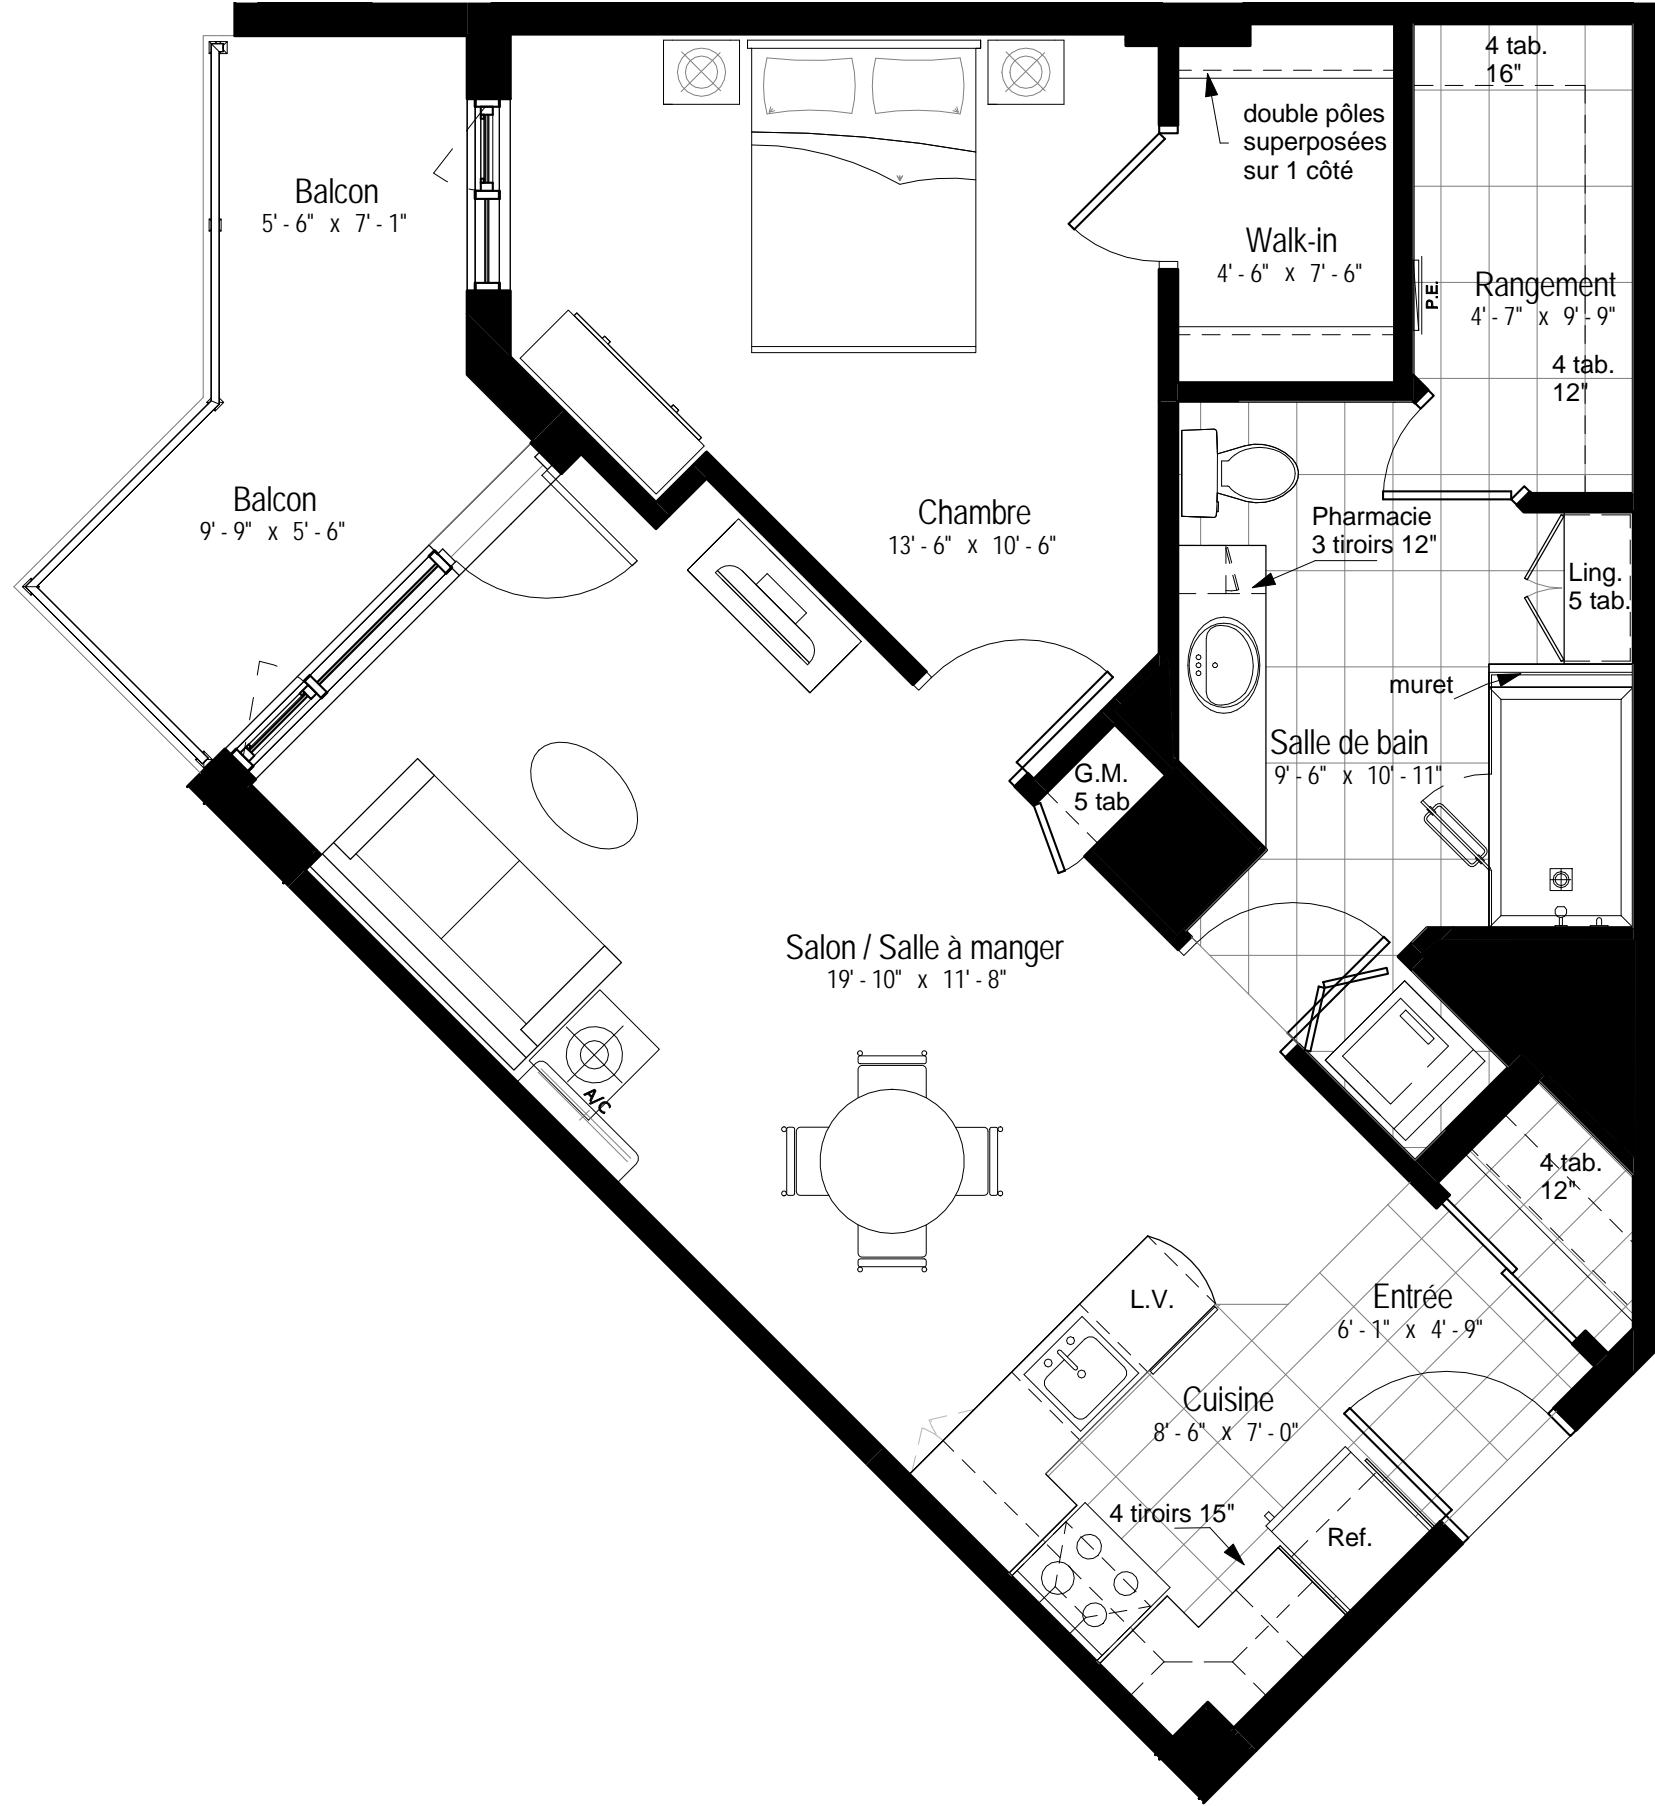 4 tab.
16"
double pôles
superposées
sur 1 côté
Balcon
5' - 6" x 7' - 1"
Walk-in
4' - 6" x 7' - 6"
P.E.
Rangement
4' - 7" x 9' - 9"
4 tab.
12"
Balcon
9' - 9" x 5' - 6"
Chambre
13' - 6" x 10' - 6"
Pharmacie
3 tiroirs 12"
Ling.
5 tab.
muret
Salle de bain
9' - 6" x 10' - 11"
G.M.
5 tab
Salon / Salle à manger
19' - 10" x 11' - 8"
A/C
4 tab.
12"
L.V.
Entrée
6' - 1" x 4' - 9"
Cuisine
8' - 6" x 7' - 0"
4 tiroirs 15"
Ref.